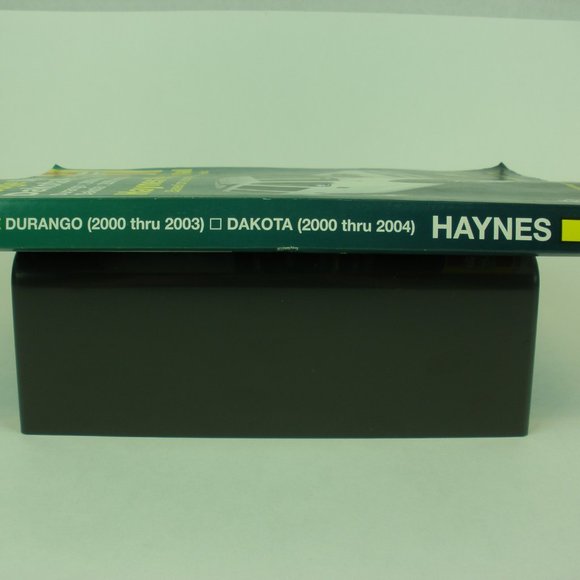 DURANGO (2000 thru 2003) □ DAKOTA (2000 thru 2004) HAYNES